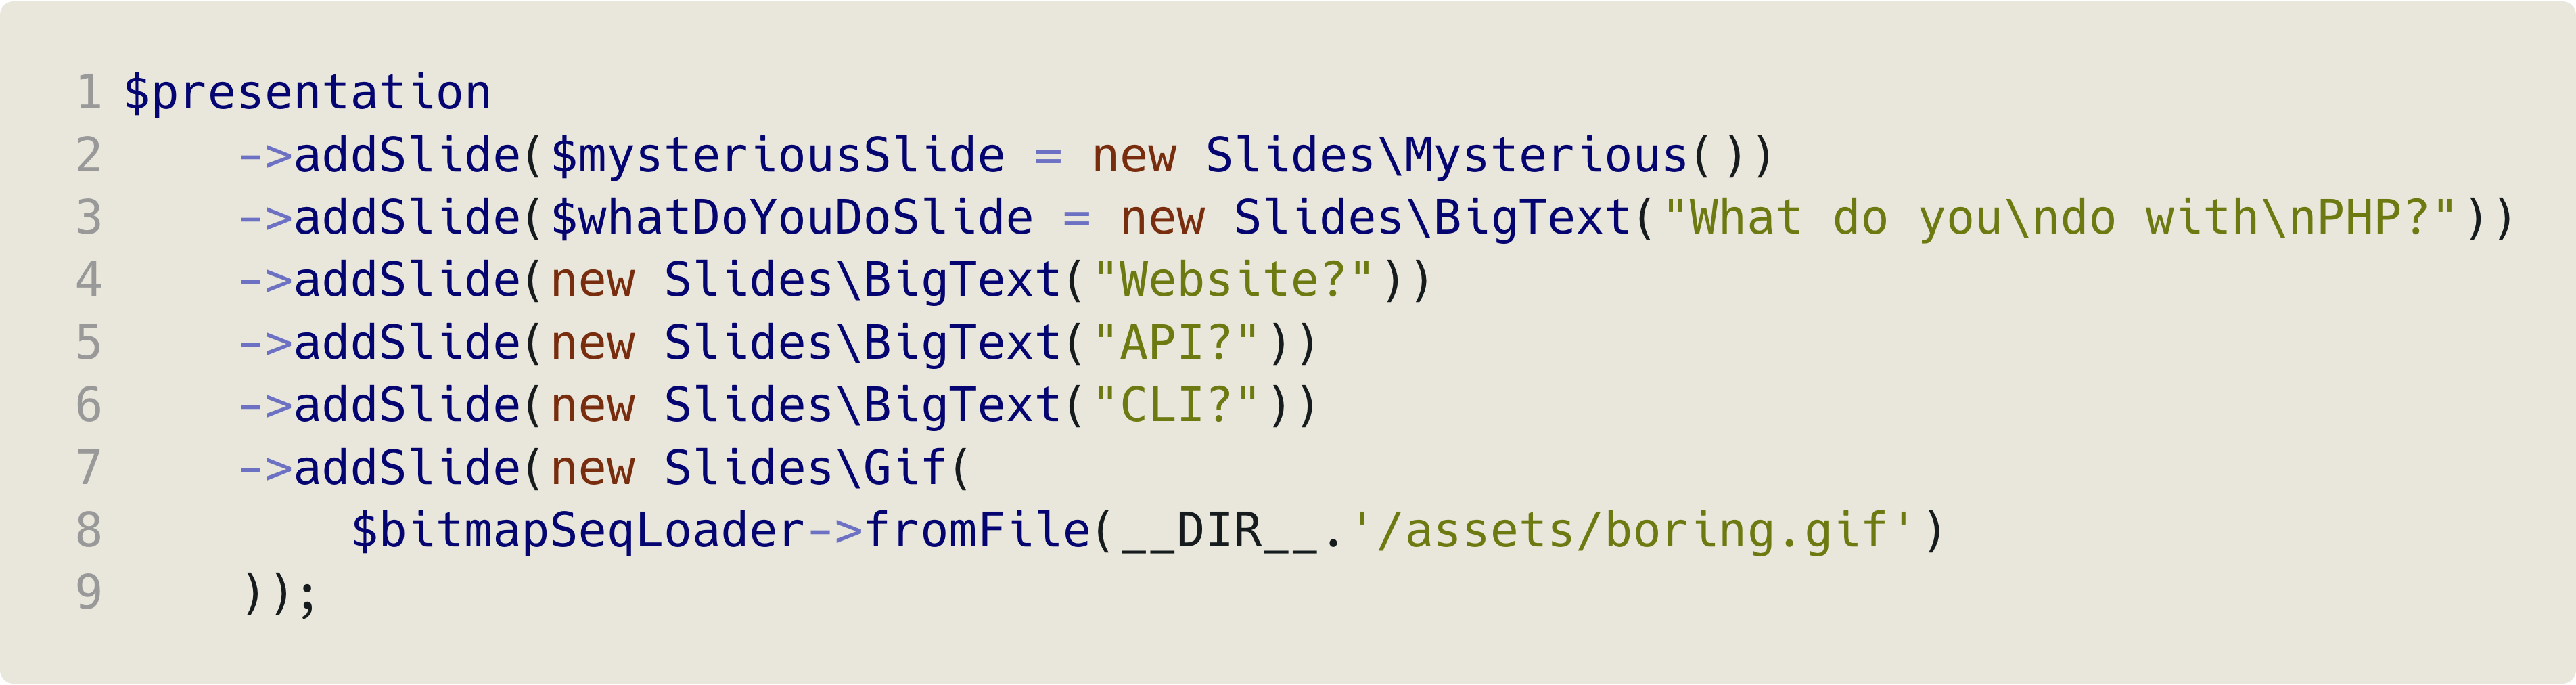 1 $presentation
2     ->addSlide($mysteriousSlide = new Slides\Mysterious())
3     ->addSlide($whatDoYouDoSlide = new Slides\BigText("What do you\ndo with\nPHP?"))
4     ->addSlide(new Slides\BigText("Website?"))
5     ->addSlide(new Slides\BigText("API?"))
6     ->addSlide(new Slides\BigText("CLI?"))
7     ->addSlide(new Slides\Gif(
8         $bitmapSeqLoader->fromFile(__DIR__.'/assets/boring.gif')
9     ));